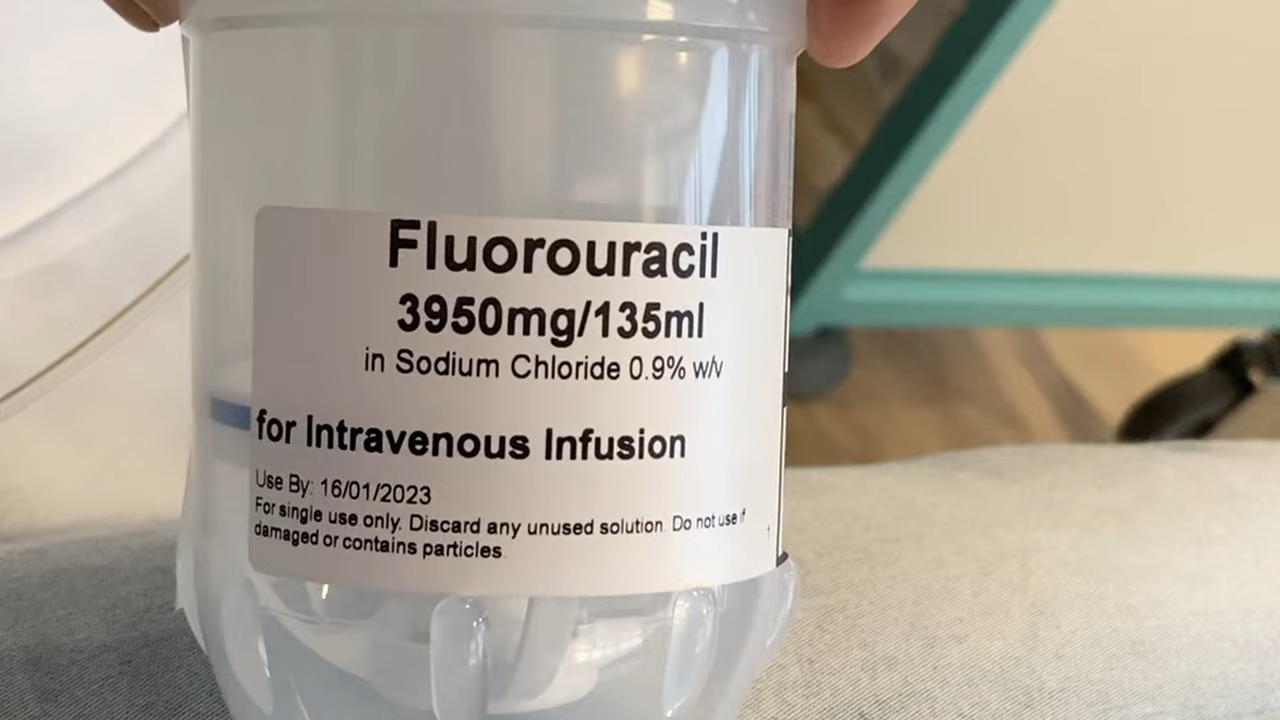 Fluorouracil
3950mg/135ml
in Sodium Chloride 0.9% w/v
for Intravenous Infusion
Use By: 16/01/2023
For single use only. Discard any unused solution. Do not use if
damaged or contains particles.